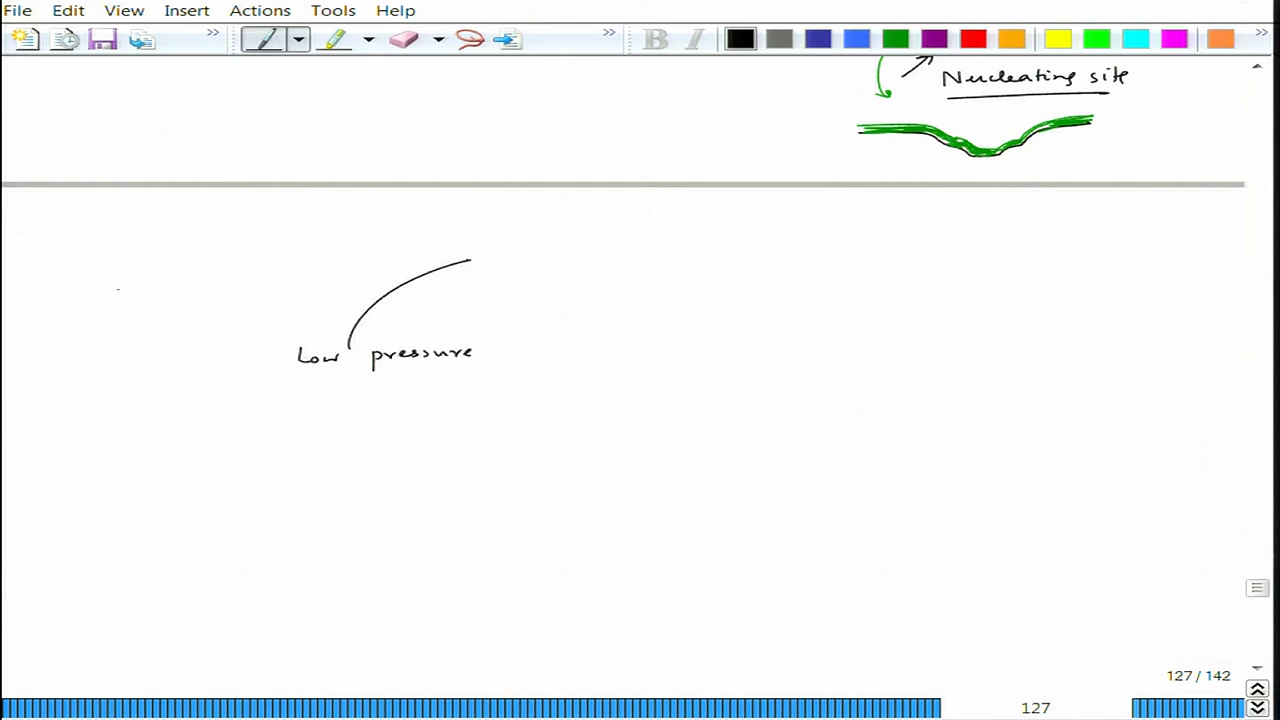 File Edit View Insert Actions Tools Help
B I
Nucleating site
Low pressure
127 / 142
127